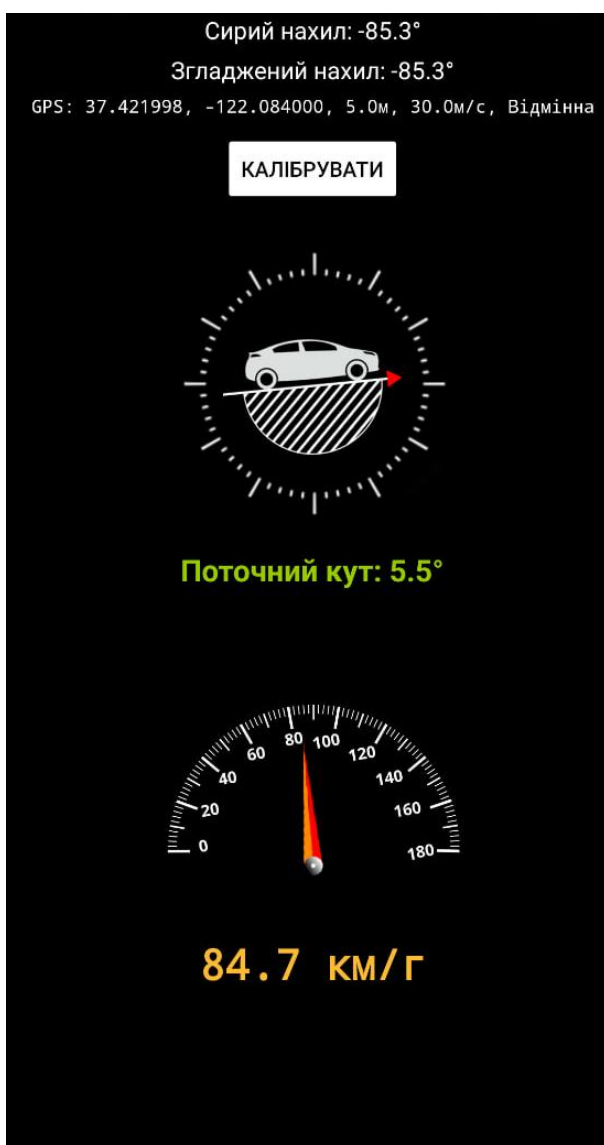 Сирий нахил: -85.3°
Згладжений нахил: -85.3°
GPS: 37.421998, -122.084000, 5.0м, 30.0м/с, Відмінна
КАЛІБРУВАТИ
Поточний кут: 5.5°
0
20
40
60
80
100
120
140
160
180
84.7 км/г